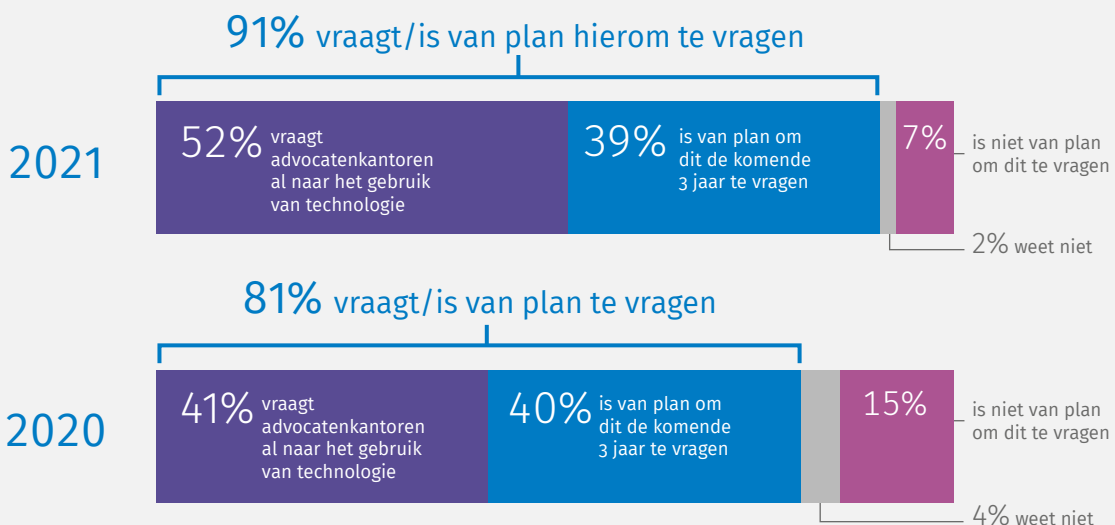 91% vraagt/is van plan hierom te vragen
2021
52% vraagt
advocatenkantoren
al naar het gebruik
van technologie
39% is van plan om
dit de komende
3 jaar te vragen
7%
is niet van plan
om dit te vragen
2% weet niet
81% vraagt/is van plan te vragen
2020
41% vraagt
advocatenkantoren
al naar het gebruik
van technologie
40% is van plan om
dit de komende
3 jaar te vragen
15%
is niet van plan
om dit te vragen
4% weet niet